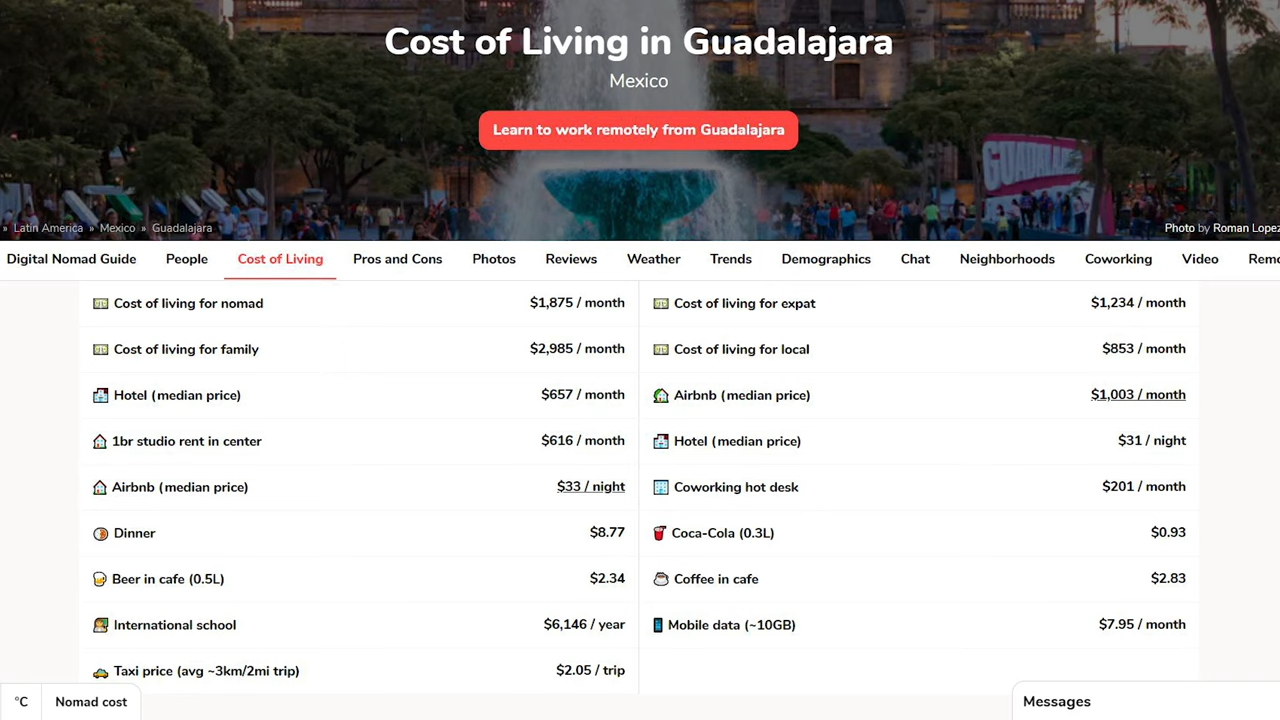 Cost of Living in Guadalajara
Mexico
Learn to work remotely from Guadalajara
GUADALAJARA
» Latin America » Mexico » Guadalajara
Photo by Roman Lopez
Digital Nomad Guide People Cost of Living Pros and Cons Photos Reviews Weather Trends Demographics Chat Neighborhoods Coworking Video Remo
Cost of living for nomad $1,875 / month Cost of living for expat $1,234 / month
Cost of living for family $2,985 / month Cost of living for local $853 / month
Hotel (median price) $657 / month Airbnb (median price) $1,003 / month
1br studio rent in center $616 / month Hotel (median price) $31 / night
Airbnb (median price) $33 / night Coworking hot desk $201 / month
Dinner $8.77 Coca-Cola (0.3L) $0.93
Beer in cafe (0.5L) $2.34 Coffee in cafe $2.83
International school $6,146 / year Mobile data (~10GB) $7.95 / month
Taxi price (avg ~3km/2mi trip) $2.05 / trip
°C Nomad cost Messages